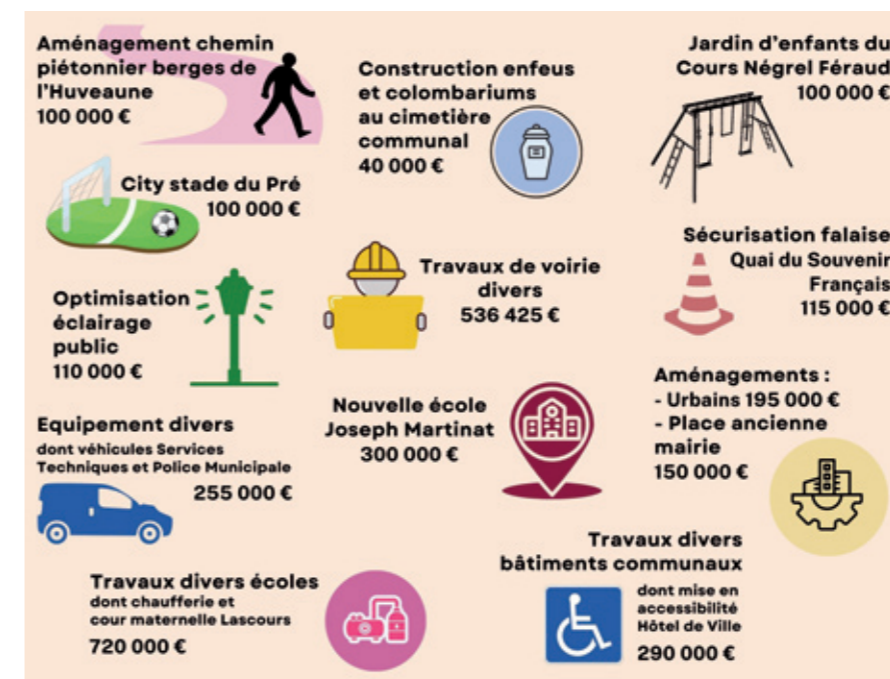 Aménagement chemin
piétonnier berges de
l'Huveaune
100 000 €
Construction enfeus
et colombariums
au cimetière
communal
40 000 €
Jardin d'enfants du
Cours Négrel Féraud
100 000 €
City stade du Pré
100 000 €
Travaux de voirie
divers
536 425 €
Sécurisation falaise
Quai du Souvenir
Français
115 000 €
Optimisation
éclairage
public
110 000 €
Nouvelle école
Joseph Martinat
300 000 €
Aménagements :
- Urbains 195 000 €
- Place ancienne
mairie
150 000 €
Equipement divers
dont véhicules Services
Techniques et Police Municipale
255 000 €
Travaux divers écoles
dont chaufferie et
cour maternelle Lascours
720 000 €
Travaux divers
bâtiments communaux
dont mise en
accessibilité
Hôtel de Ville
290 000 €